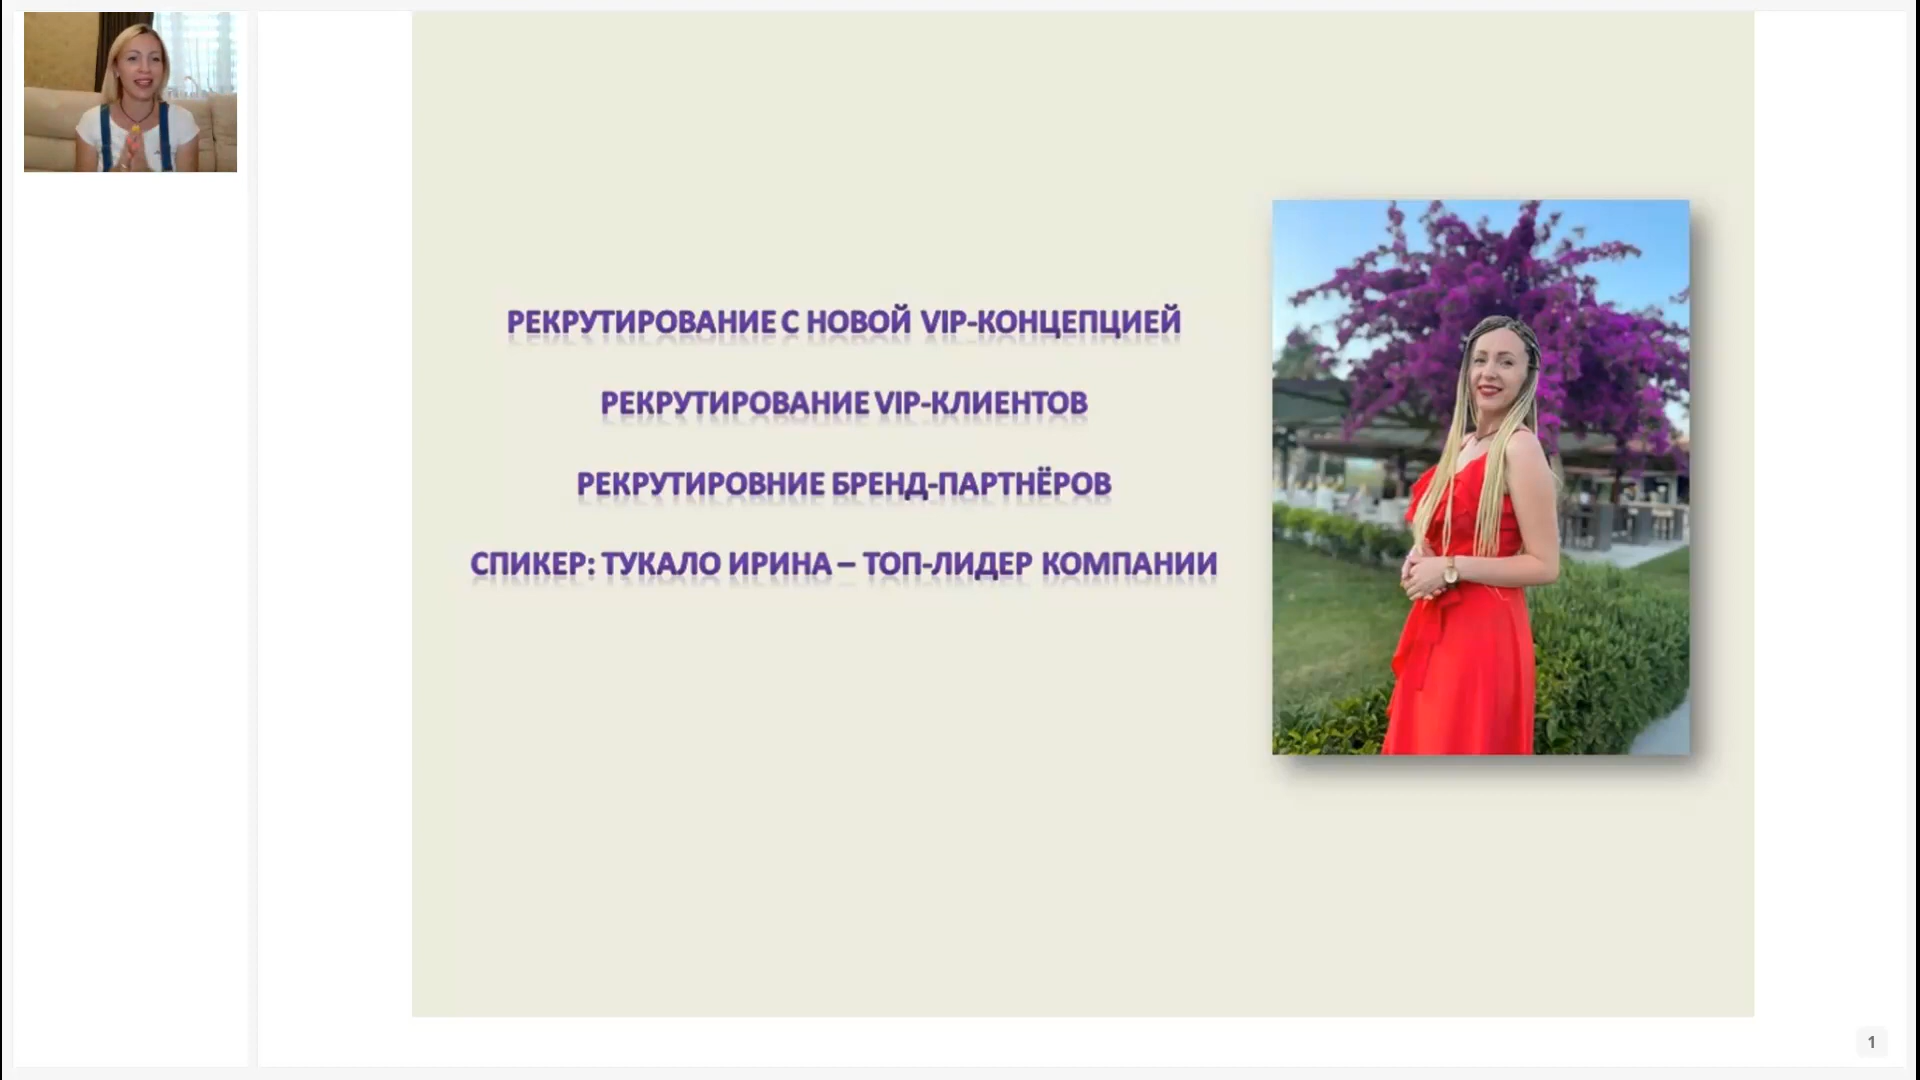 РЕКРУТИРОВАНИЕ С НОВОЙ VIP-КОНЦЕПЦИЕЙ
РЕКРУТИРОВАНИЕ VIP-КЛИЕНТОВ
РЕКРУТИРОВНИЕ БРЕНД-ПАРТНЁРОВ
СПИКЕР: ТУКАЛО ИРИНА – ТОП-ЛИДЕР КОМПАНИИ
1